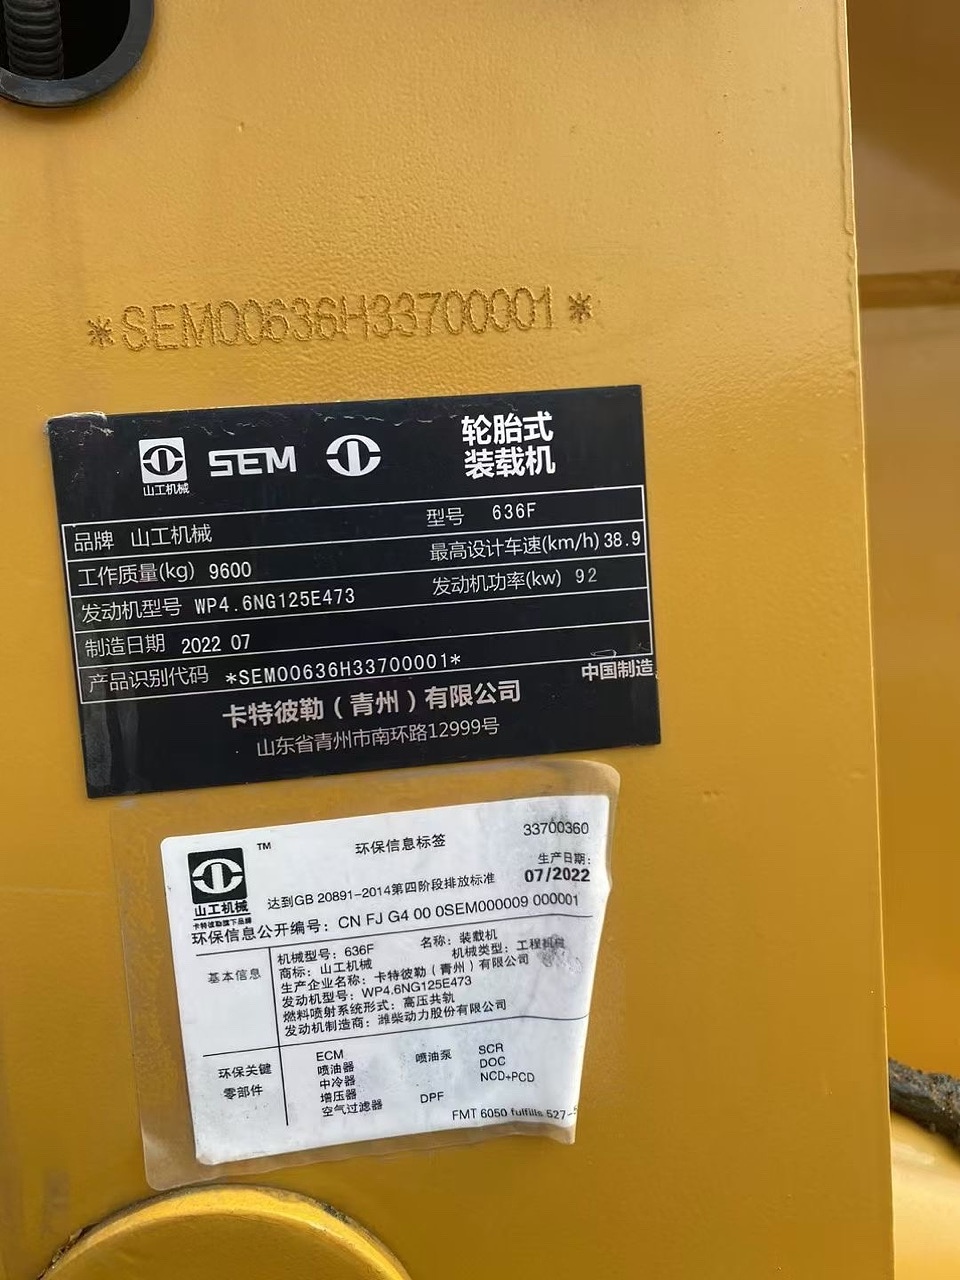 *SEM00636H33700001*
山工机械
SEM
轮胎式
装载机
品牌 山工机械 型号 636F
工作质量(kg) 9600 最高设计车速(km/h) 38.9
发动机型号 WP4.6NG125E473 发动机功率(kw) 92
制造日期 2022 07
产品识别代码 *SEM00636H33700001*
中国制造
卡特彼勒(青州)有限公司
山东省青州市南环路12999号
TM
环保信息标签
33700360
生产日期:
07/2022
山工机械
卡特彼勒旗下品牌
达到GB 20891-2014第四阶段排放标准
环保信息公开编号: CN FJ G4 00 0SEM000009 000001
基本信息
机械型号: 636F 名称: 装载机
商标: 山工机械 机械类型: 工程机械
生产企业名称: 卡特彼勒(青州)有限公司
发动机型号: WP4.6NG125E473
燃料喷射系统形式: 高压共轨
发动机制造商: 潍柴动力股份有限公司
环保关键
零部件
ECM 喷油泵 SCR
喷油器 DOC
中冷器 NCD+PCD
增压器
空气过滤器 DPF
FMT 6050 fulfills 527-